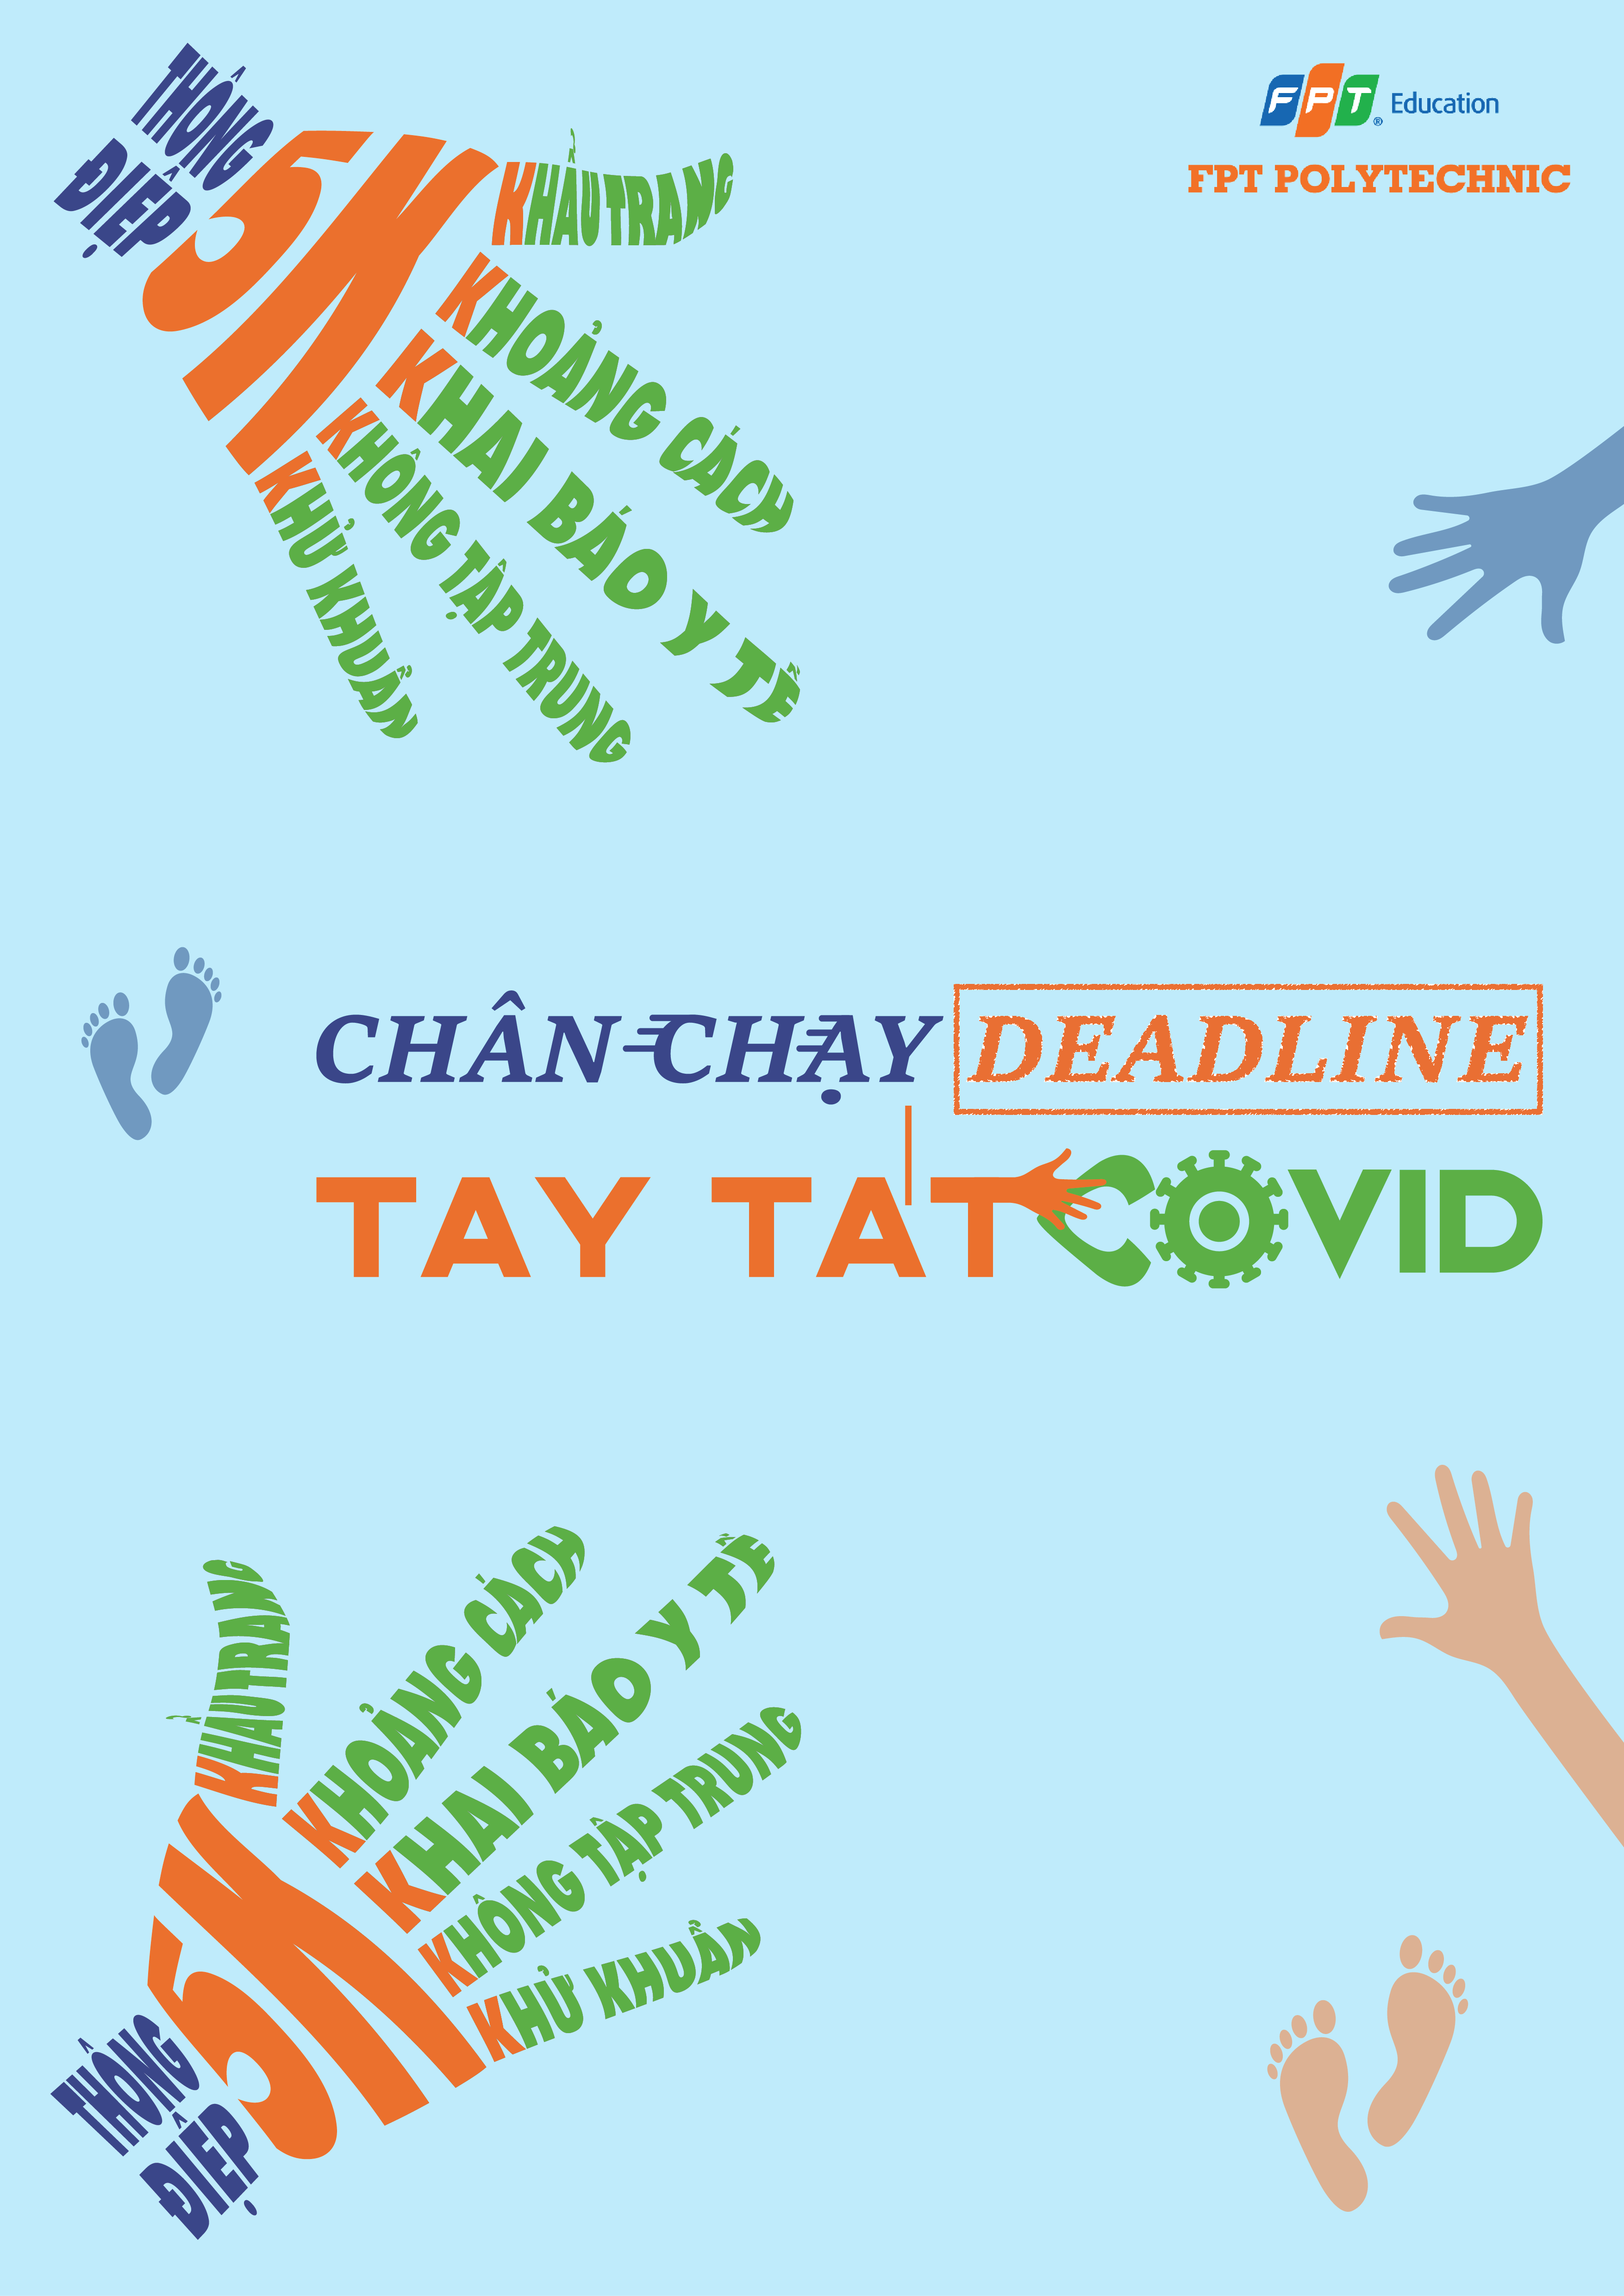 FPT Education
FPT POLYTECHNIC
THÔNG
ĐIỆP
5K
KHẨU TRANG
KHOẢNG CÁCH
KHAI BÁO Y TẾ
KHÔNG TẬP TRUNG
KHỬ KHUẨN
CHÂN CHẠY DEADLINE
TAY TÁT COVID
KHẨU TRANG
KHOẢNG CÁCH
KHAI BÁO Y TẾ
KHÔNG TẬP TRUNG
KHỬ KHUẨN
5K
THÔNG
ĐIỆP